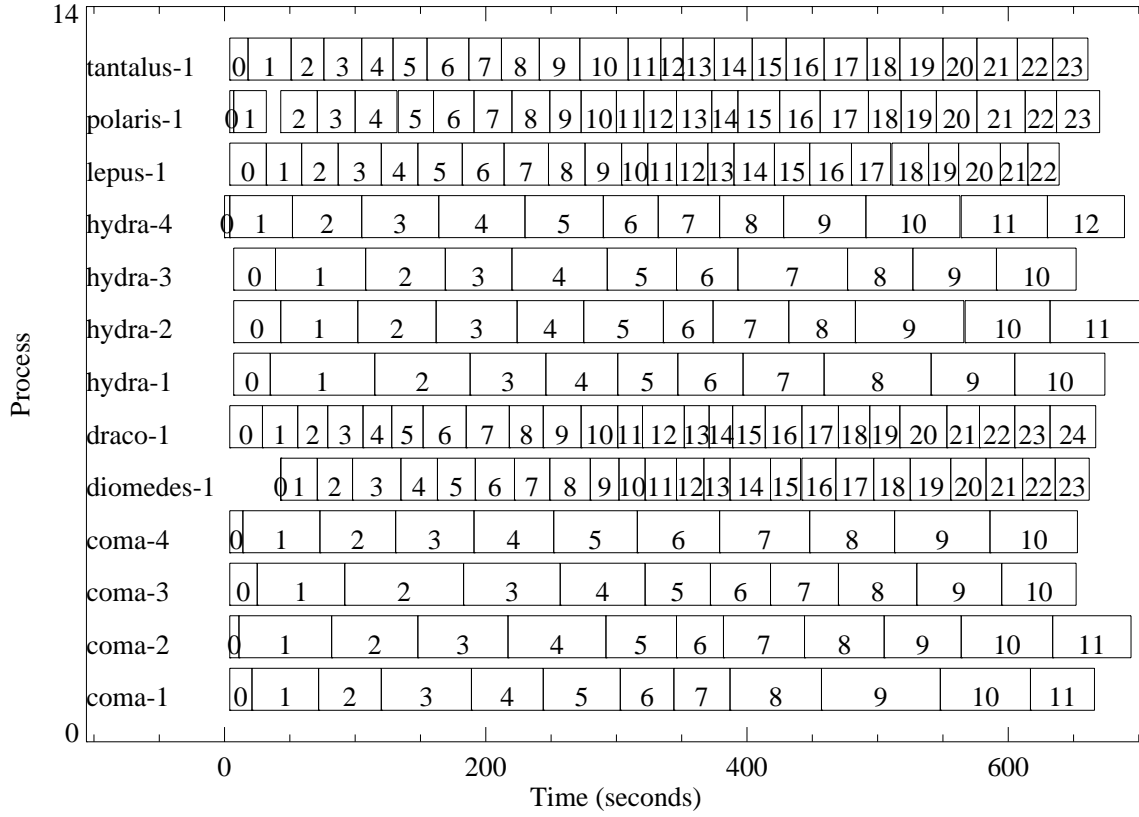 14
tantalus-1 0 1 2 3 4 5 6 7 8 9 10 11 12 13 14 15 16 17 18 19 20 21 22 23
polaris-1 0 1 2 3 4 5 6 7 8 9 10 11 12 13 14 15 16 17 18 19 20 21 22 23
lepus-1 0 1 2 3 4 5 6 7 8 9 10 11 12 13 14 15 16 17 18 19 20 21 22
hydra-4 0 1 2 3 4 5 6 7 8 9 10 11 12
hydra-3 0 1 2 3 4 5 6 7 8 9 10
hydra-2 0 1 2 3 4 5 6 7 8 9 10 11
hydra-1 0 1 2 3 4 5 6 7 8 9 10
draco-1 0 1 2 3 4 5 6 7 8 9 10 11 12 13 14 15 16 17 18 19 20 21 22 23 24
diomedes-1 0 1 2 3 4 5 6 7 8 9 10 11 12 13 14 15 16 17 18 19 20 21 22 23
coma-4 0 1 2 3 4 5 6 7 8 9 10
coma-3 0 1 2 3 4 5 6 7 8 9 10
coma-2 0 1 2 3 4 5 6 7 8 9 10 11
coma-1 0 1 2 3 4 5 6 7 8 9 10 11
0
Process
0 200 400 600
Time (seconds)